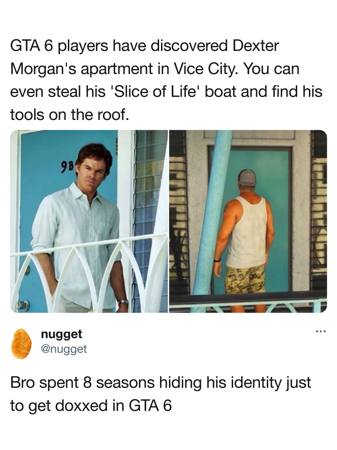 GTA 6 players have discovered Dexter
Morgan's apartment in Vice City. You can
even steal his 'Slice of Life' boat and find his
tools on the roof.
9B
nugget
@nugget
Bro spent 8 seasons hiding his identity just
to get doxxed in GTA 6